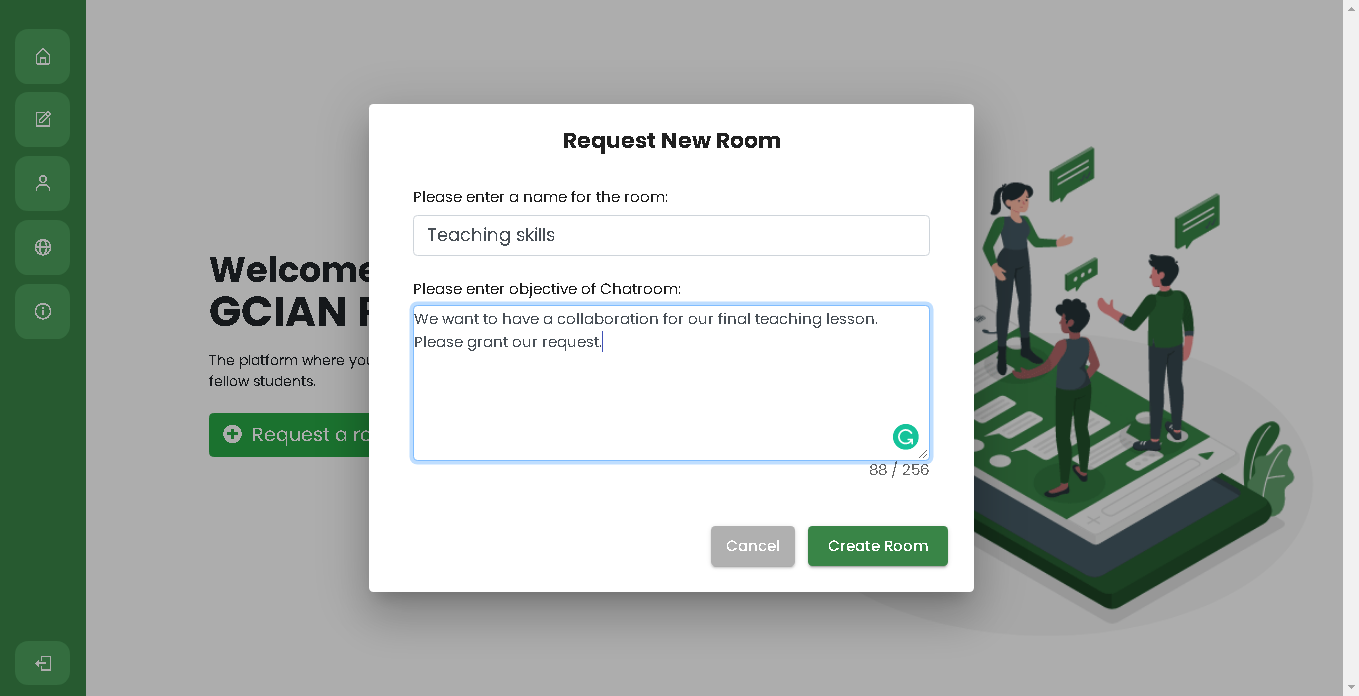 Request New Room
Please enter a name for the room:
Teaching skills
Please enter objective of Chatroom:
We want to have a collaboration for our final teaching lesson.
Please grant our request.
88 / 256
Cancel
Create Room
Welcome
GCIAN
The platform where you
fellow students.
Request a